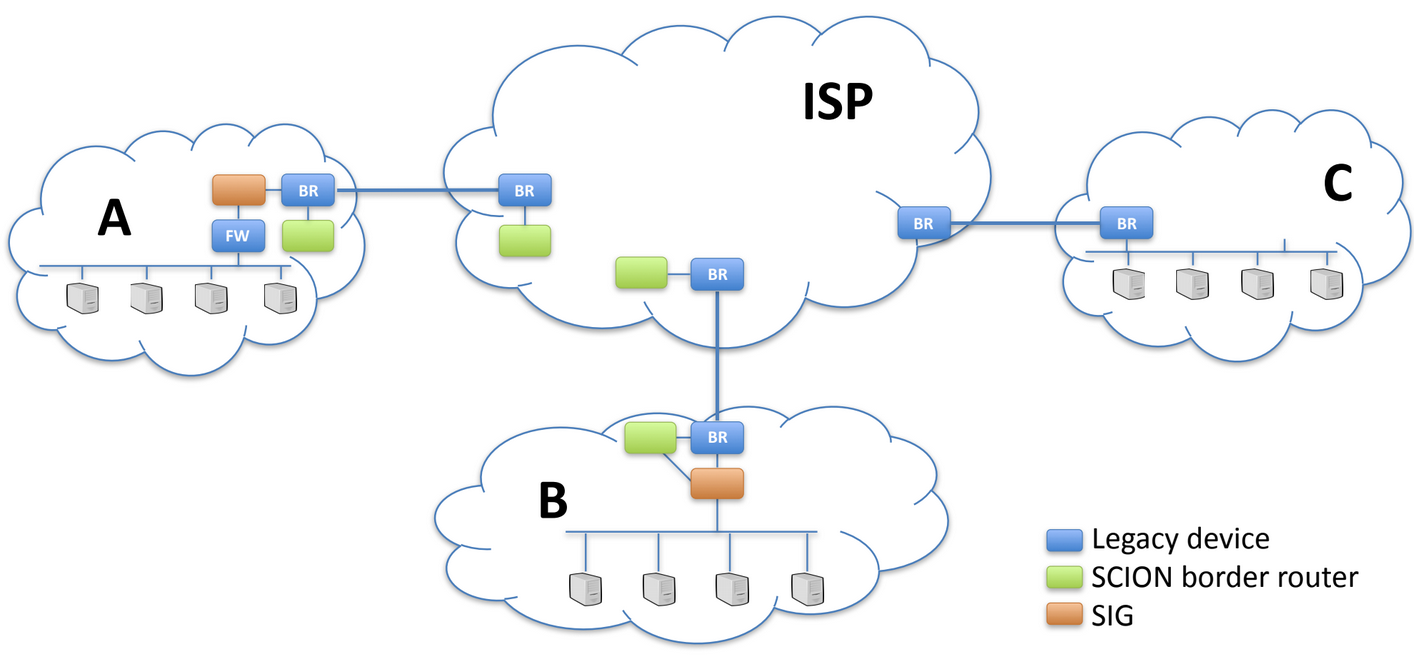 ISP
A
BR
BR
FW
C
BR
BR
BR
BR
B
Legacy device
SCION border router
SIG